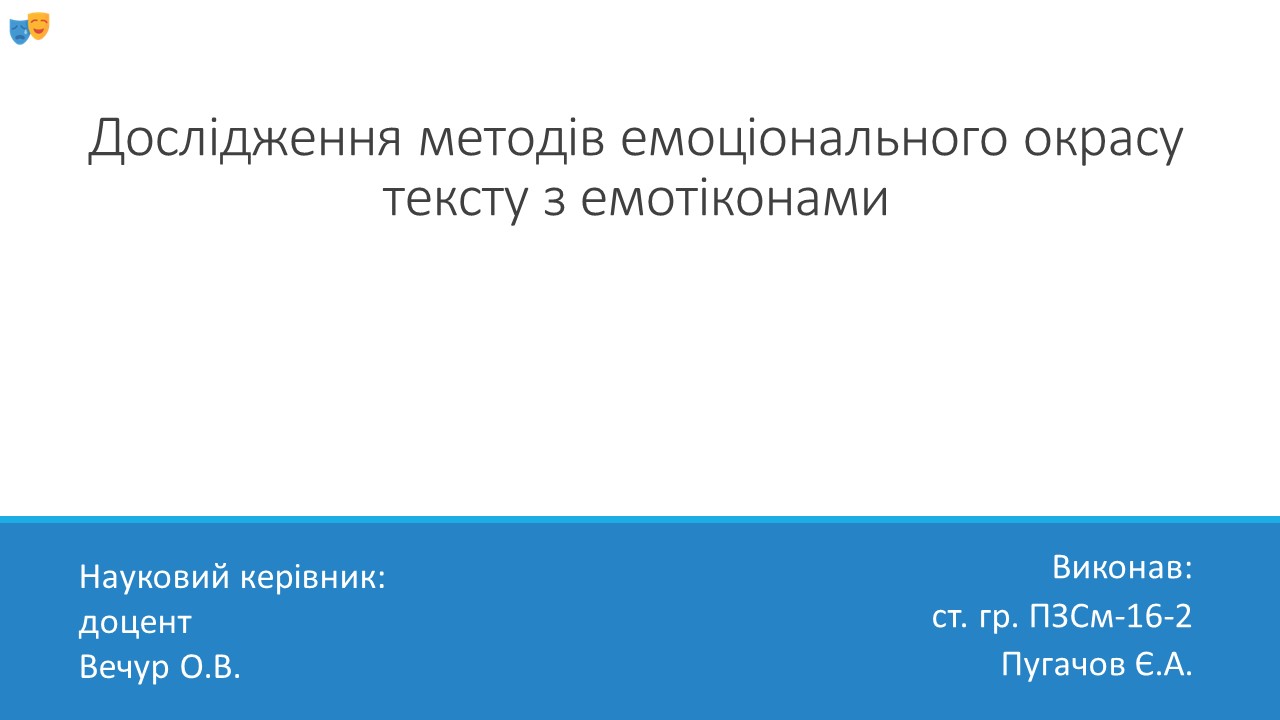 Дослідження методів емоціонального окрасу
тексту з емотіконами
Науковий керівник:
доцент
Вечур О.В.
Виконав:
ст. гр. ПЗСм-16-2
Пугачов Є.А.